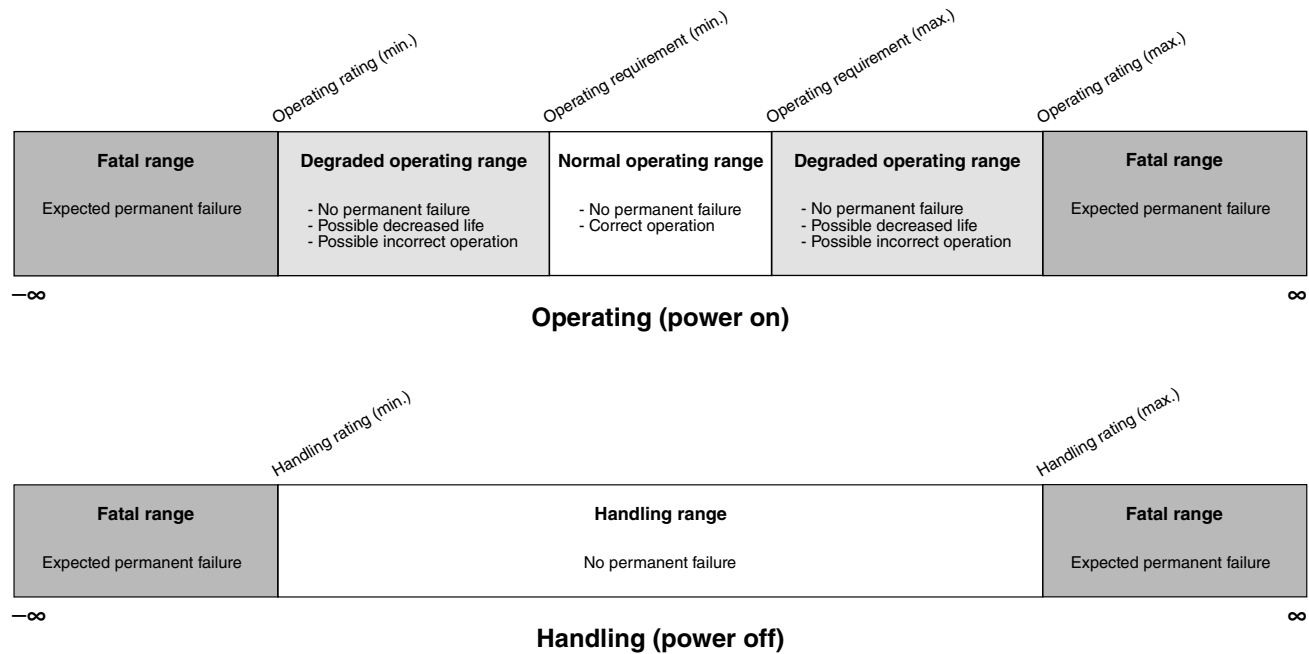 Operating rating (min.)
Operating requirement (min.)
Operating requirement (max.)
Operating rating (max.)
Fatal range
Expected permanent failure
Degraded operating range
- No permanent failure
- Possible decreased life
- Possible incorrect operation
Normal operating range
- No permanent failure
- Correct operation
Degraded operating range
- No permanent failure
- Possible decreased life
- Possible incorrect operation
Fatal range
Expected permanent failure
–∞
∞
Operating (power on)
Handling rating (min.)
Handling rating (max.)
Fatal range
Expected permanent failure
Handling range
No permanent failure
Fatal range
Expected permanent failure
–∞
∞
Handling (power off)